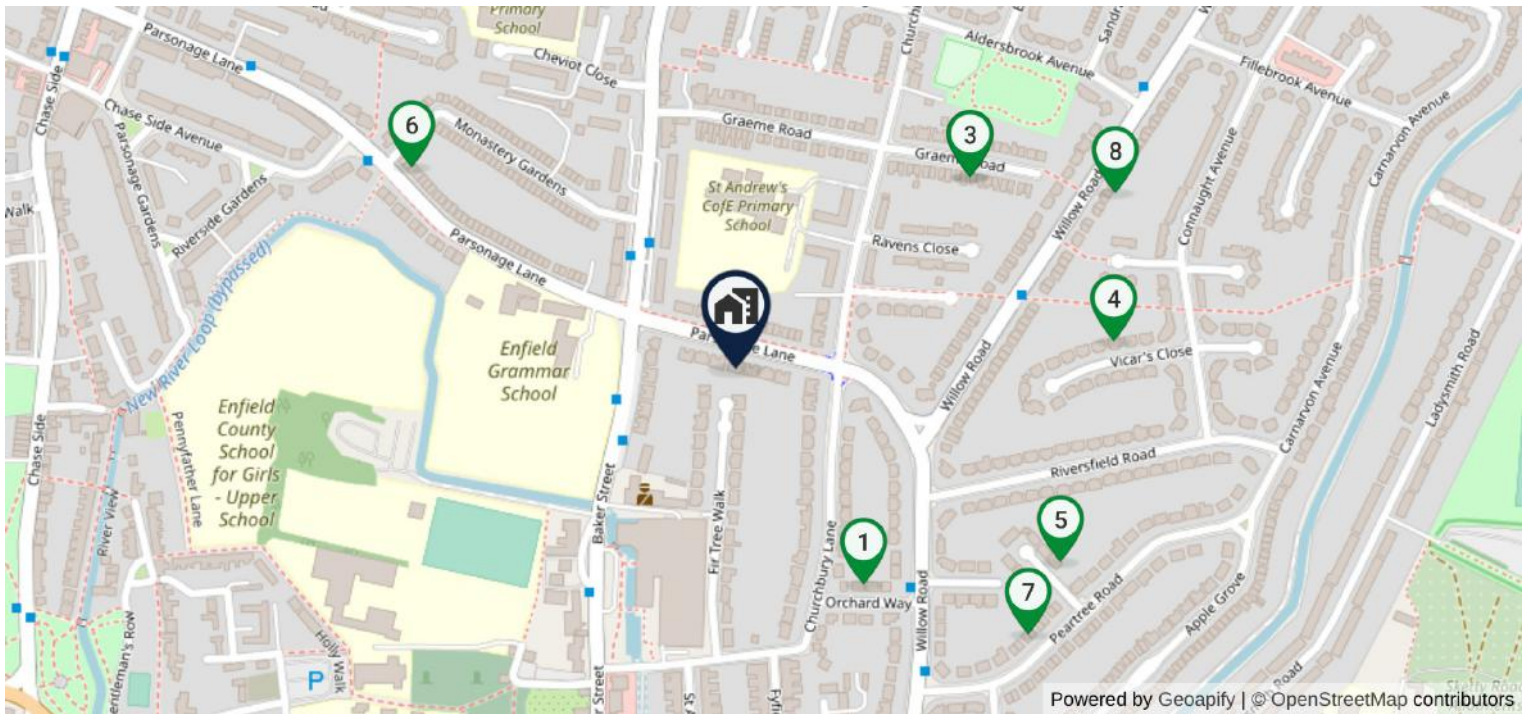 Primary
School
Parsonage Lane
Chase Side
Chase Side Avenue
Parsonage Gardens
Riverside Gardens
Walk
Cheviot Close
Monastery Gardens
6
Graeme Road
Graeme Road
3
8
Aldersbrook Avenue
Fillebrook Avenue
Carnarvon Avenue
Connaught Avenue
Willow Road
St Andrew's
CofE Primary
School
Ravens Close
Parsonage Lane
New River Loop (bypassed)
Enfield
Grammar
School
4
Vicar's Close
Willow Road
Carnarvon Avenue
Ladysmith Road
Enfield
County
School
for Girls
- Upper
School
Chase Side
Pennyfather Lane
River View
Baker Street
Fir Tree Walk
Churchbury Lane
Riversfield Road
5
1
7
Orchard Way
Willow Road
Peartree Road
Apple Grove
Holly Walk
P
Powered by Geoapify | © OpenStreetMap contributors